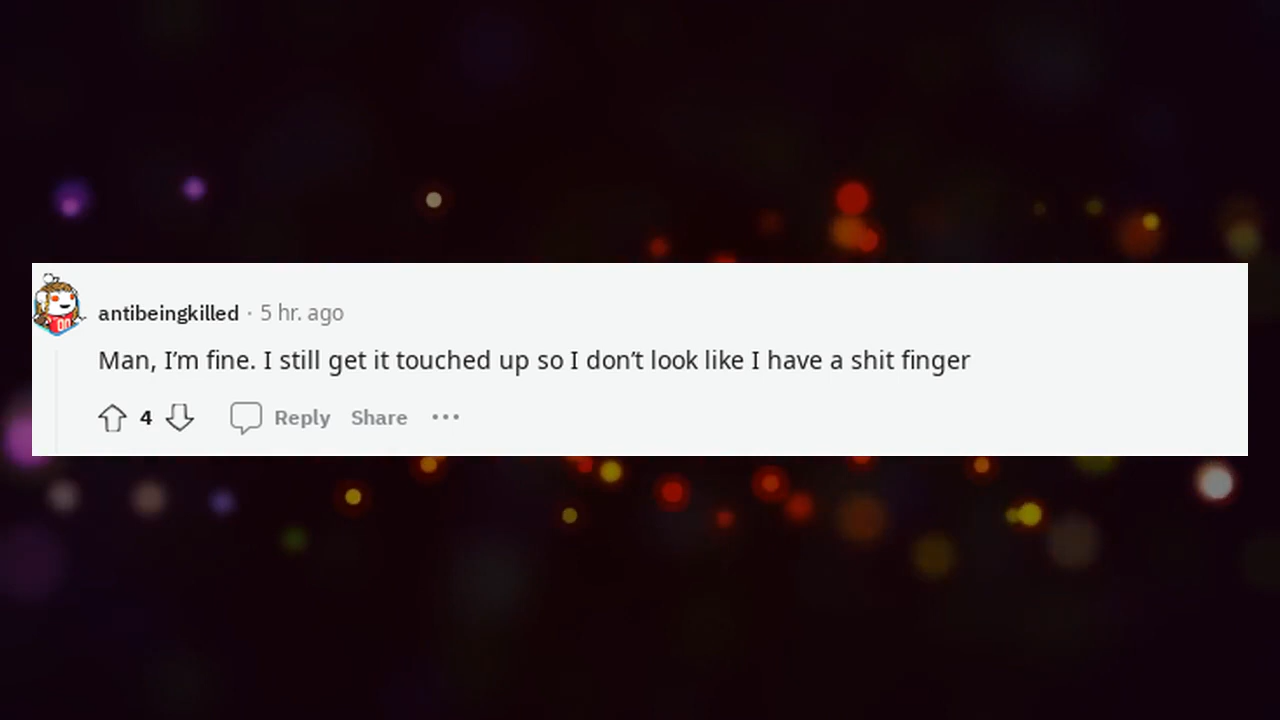 antibeingkilled · 5 hr. ago
Man, I’m fine. I still get it touched up so I don’t look like I have a shit finger
4 Reply Share ···